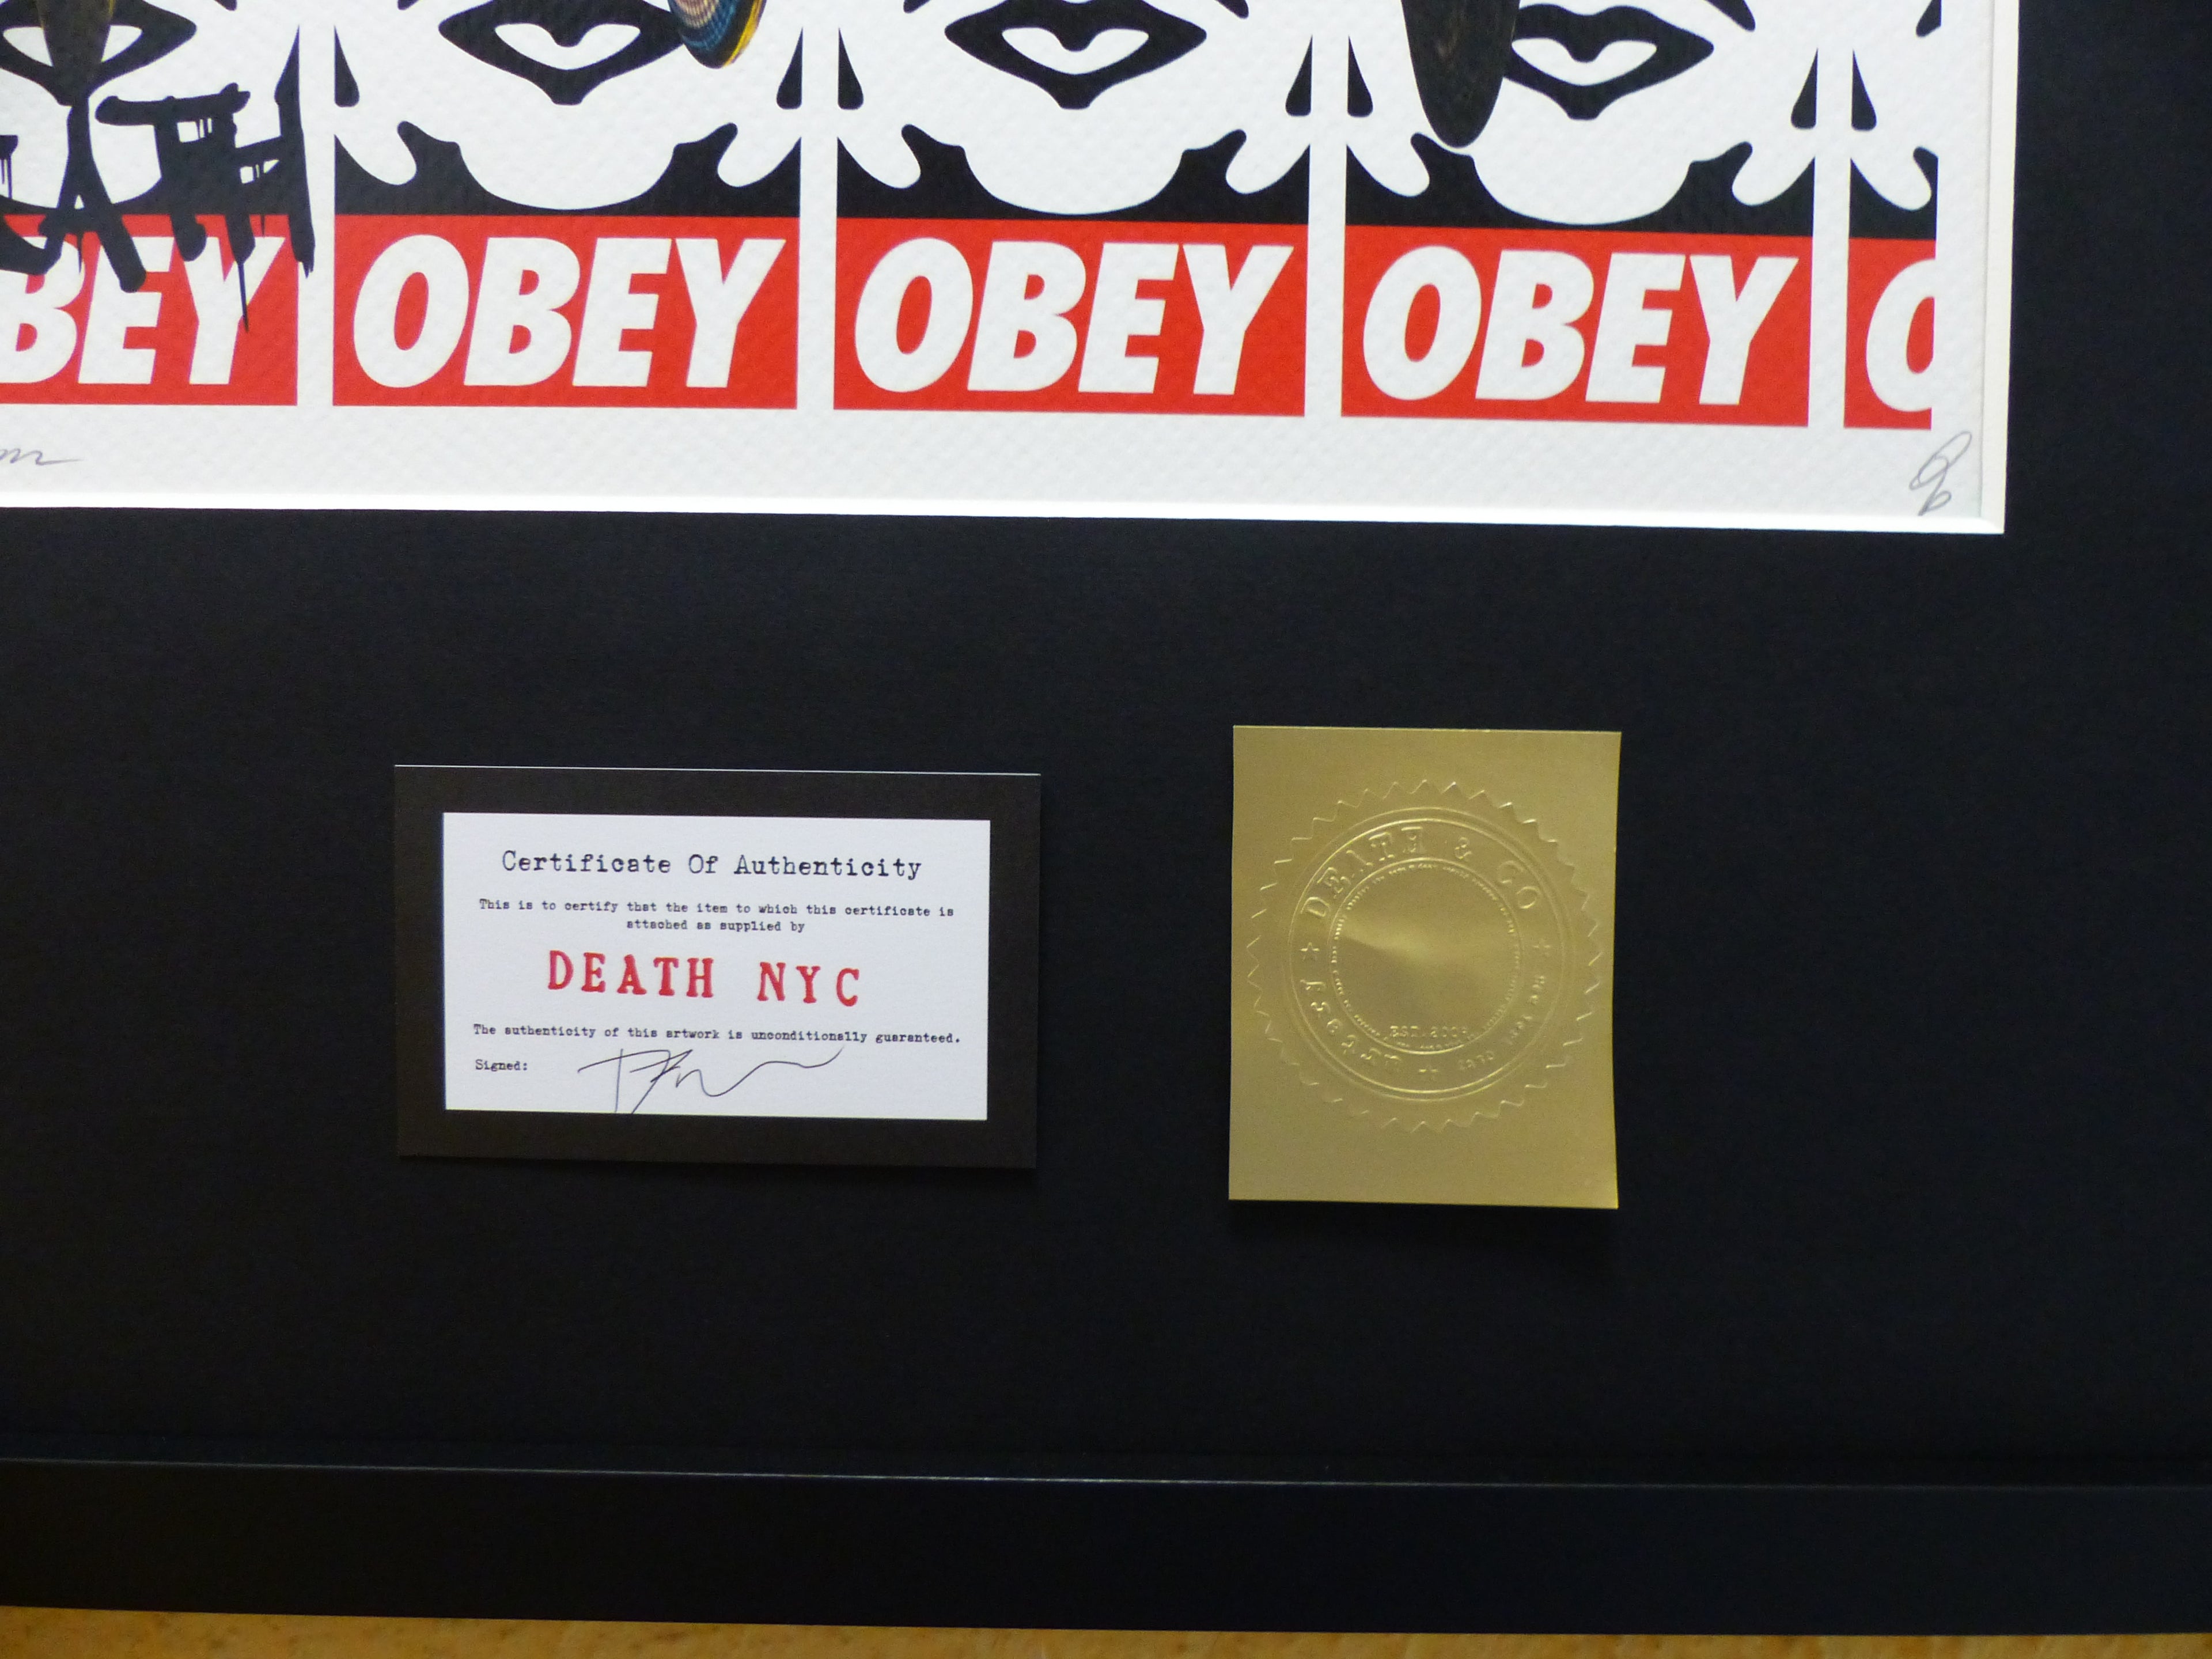 BEY OBEY OBEY OBEY O
Certificate Of Authenticity
This is to certify that the item to which this certificate is
attached as supplied by
DEATH NYC
The authenticity of this artwork is unconditionally guaranteed.
Signed:
DEATH & CO